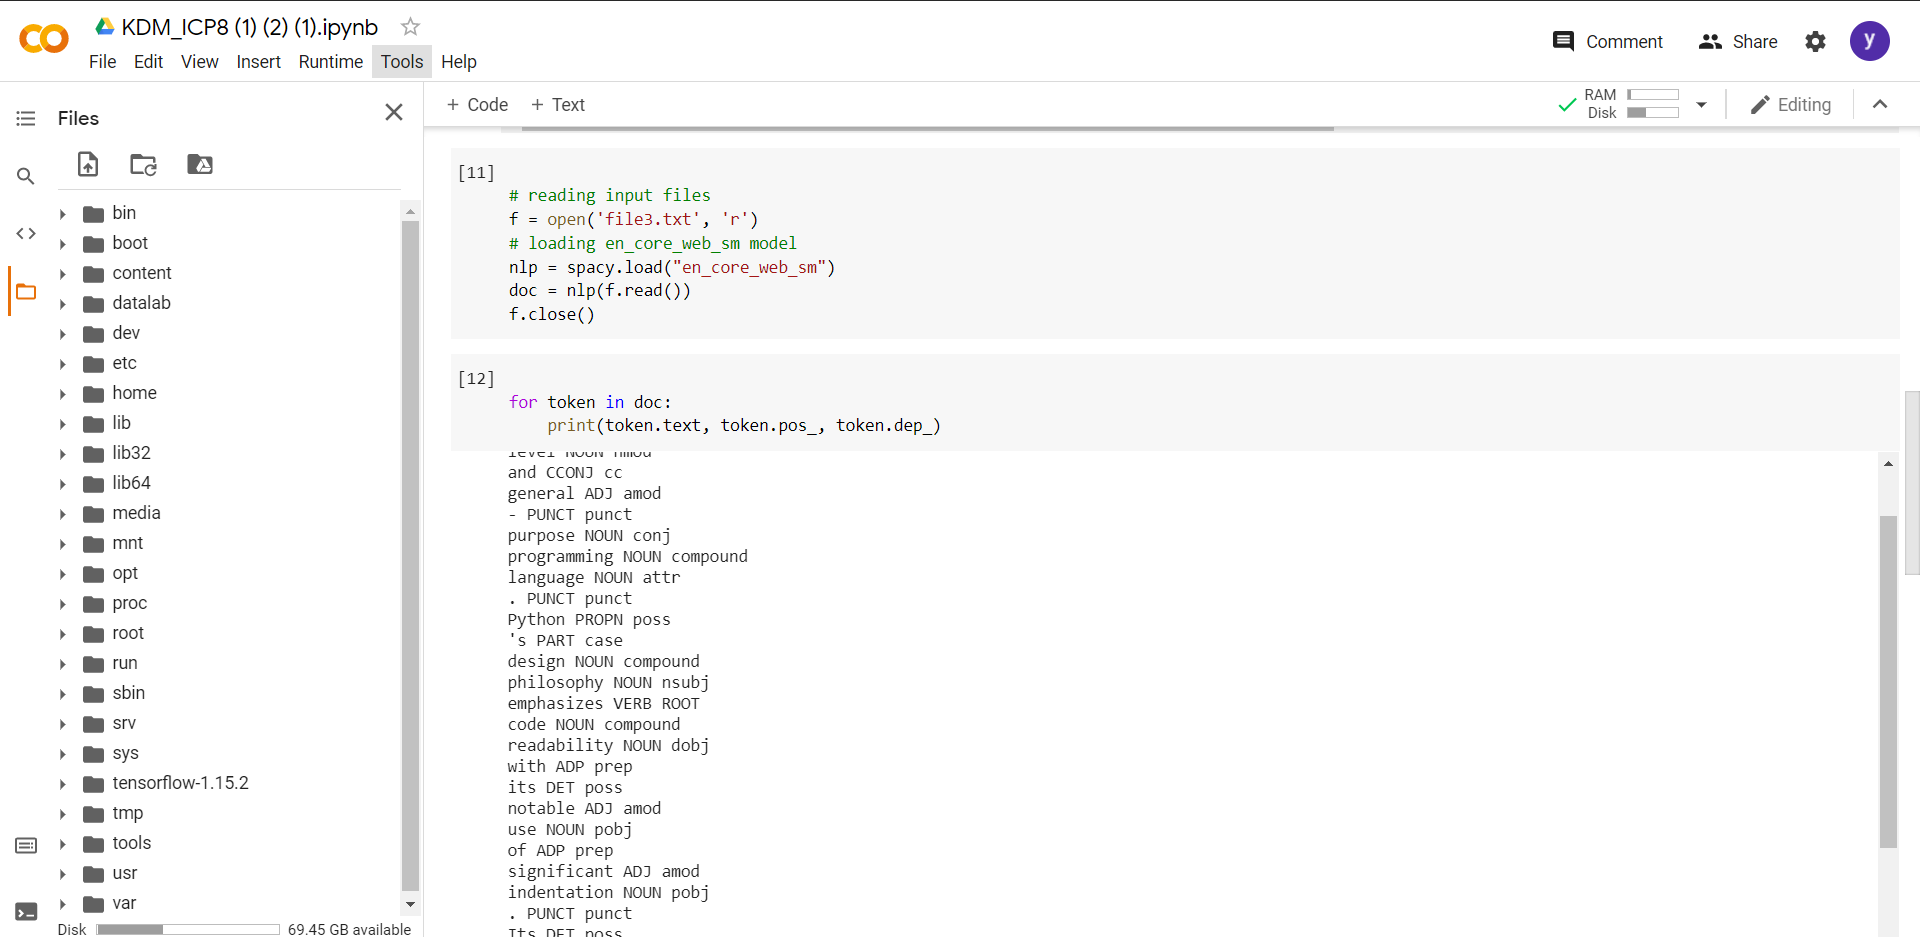 KDM_ICP8 (1) (2) (1).ipynb
File Edit View Insert Runtime Tools Help
Comment
Share
y
Files
+ Code + Text
RAM
Disk
Editing
bin
boot
content
datalab
dev
etc
home
lib
lib32
lib64
media
mnt
opt
proc
root
run
sbin
srv
sys
tensorflow-1.15.2
tmp
tools
usr
var
Disk 69.45 GB available
[11]
# reading input files
f = open('file3.txt', 'r')
# loading en_core_web_sm model
nlp = spacy.load("en_core_web_sm")
doc = nlp(f.read())
f.close()
[12]
for token in doc:
    print(token.text, token.pos_, token.dep_)
level NOUN nmod
and CCONJ cc
general ADJ amod
- PUNCT punct
purpose NOUN conj
programming NOUN compound
language NOUN attr
. PUNCT punct
Python PROPN poss
's PART case
design NOUN compound
philosophy NOUN nsubj
emphasizes VERB ROOT
code NOUN compound
readability NOUN dobj
with ADP prep
its DET poss
notable ADJ amod
use NOUN pobj
of ADP prep
significant ADJ amod
indentation NOUN pobj
. PUNCT punct
Its DET poss